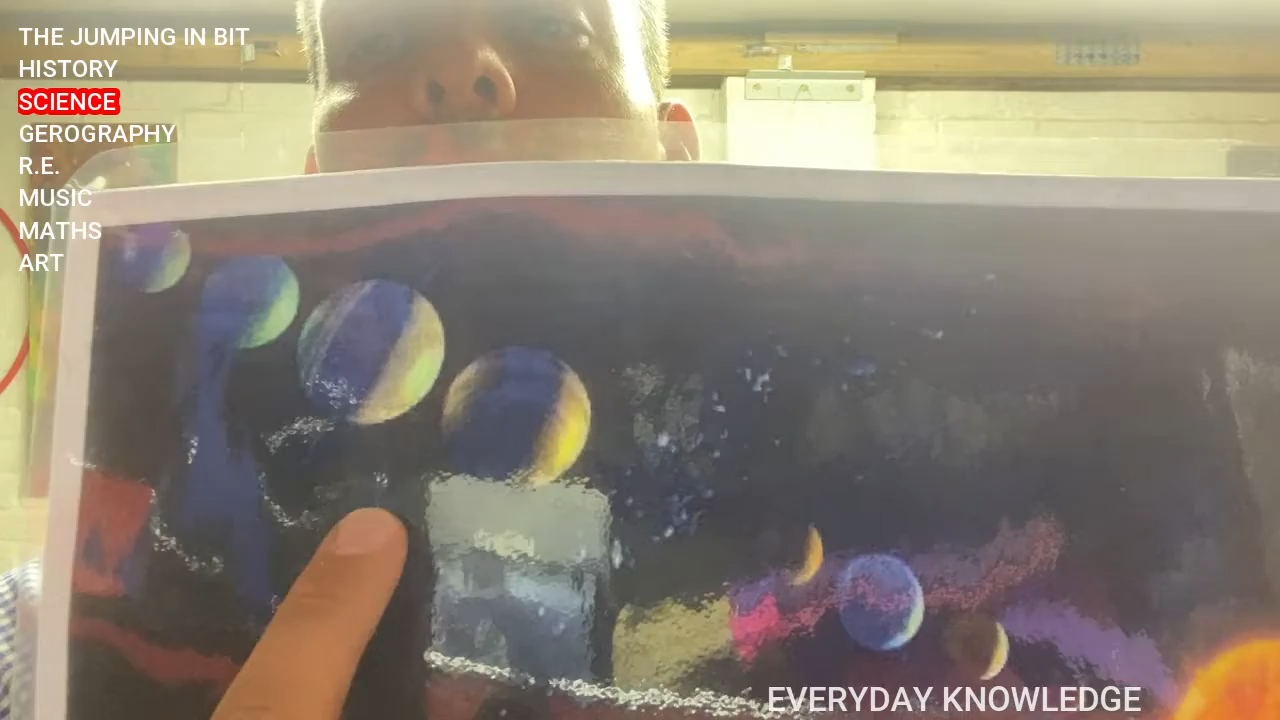 THE JUMPING IN BIT
HISTORY
SCIENCE
GEROGRAPHY
R.E.
MUSIC
MATHS
ART
EVERYDAY KNOWLEDGE